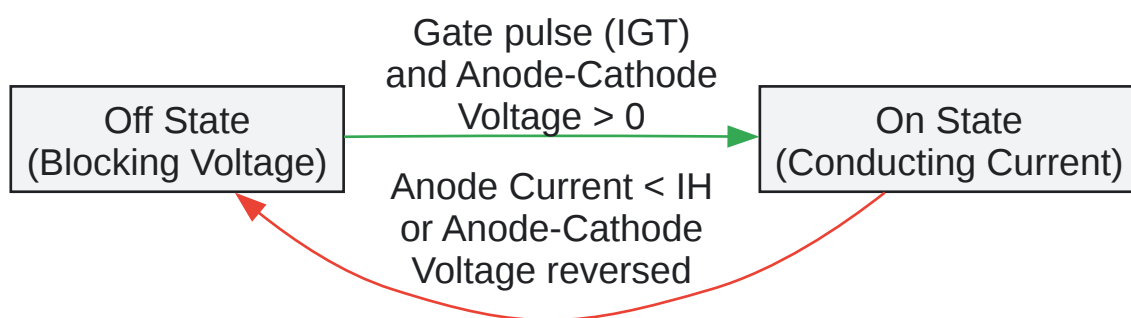 Gate pulse (IGT)
and Anode-Cathode
Voltage > 0
Off State
(Blocking Voltage)
On State
(Conducting Current)
Anode Current < IH
or Anode-Cathode
Voltage reversed